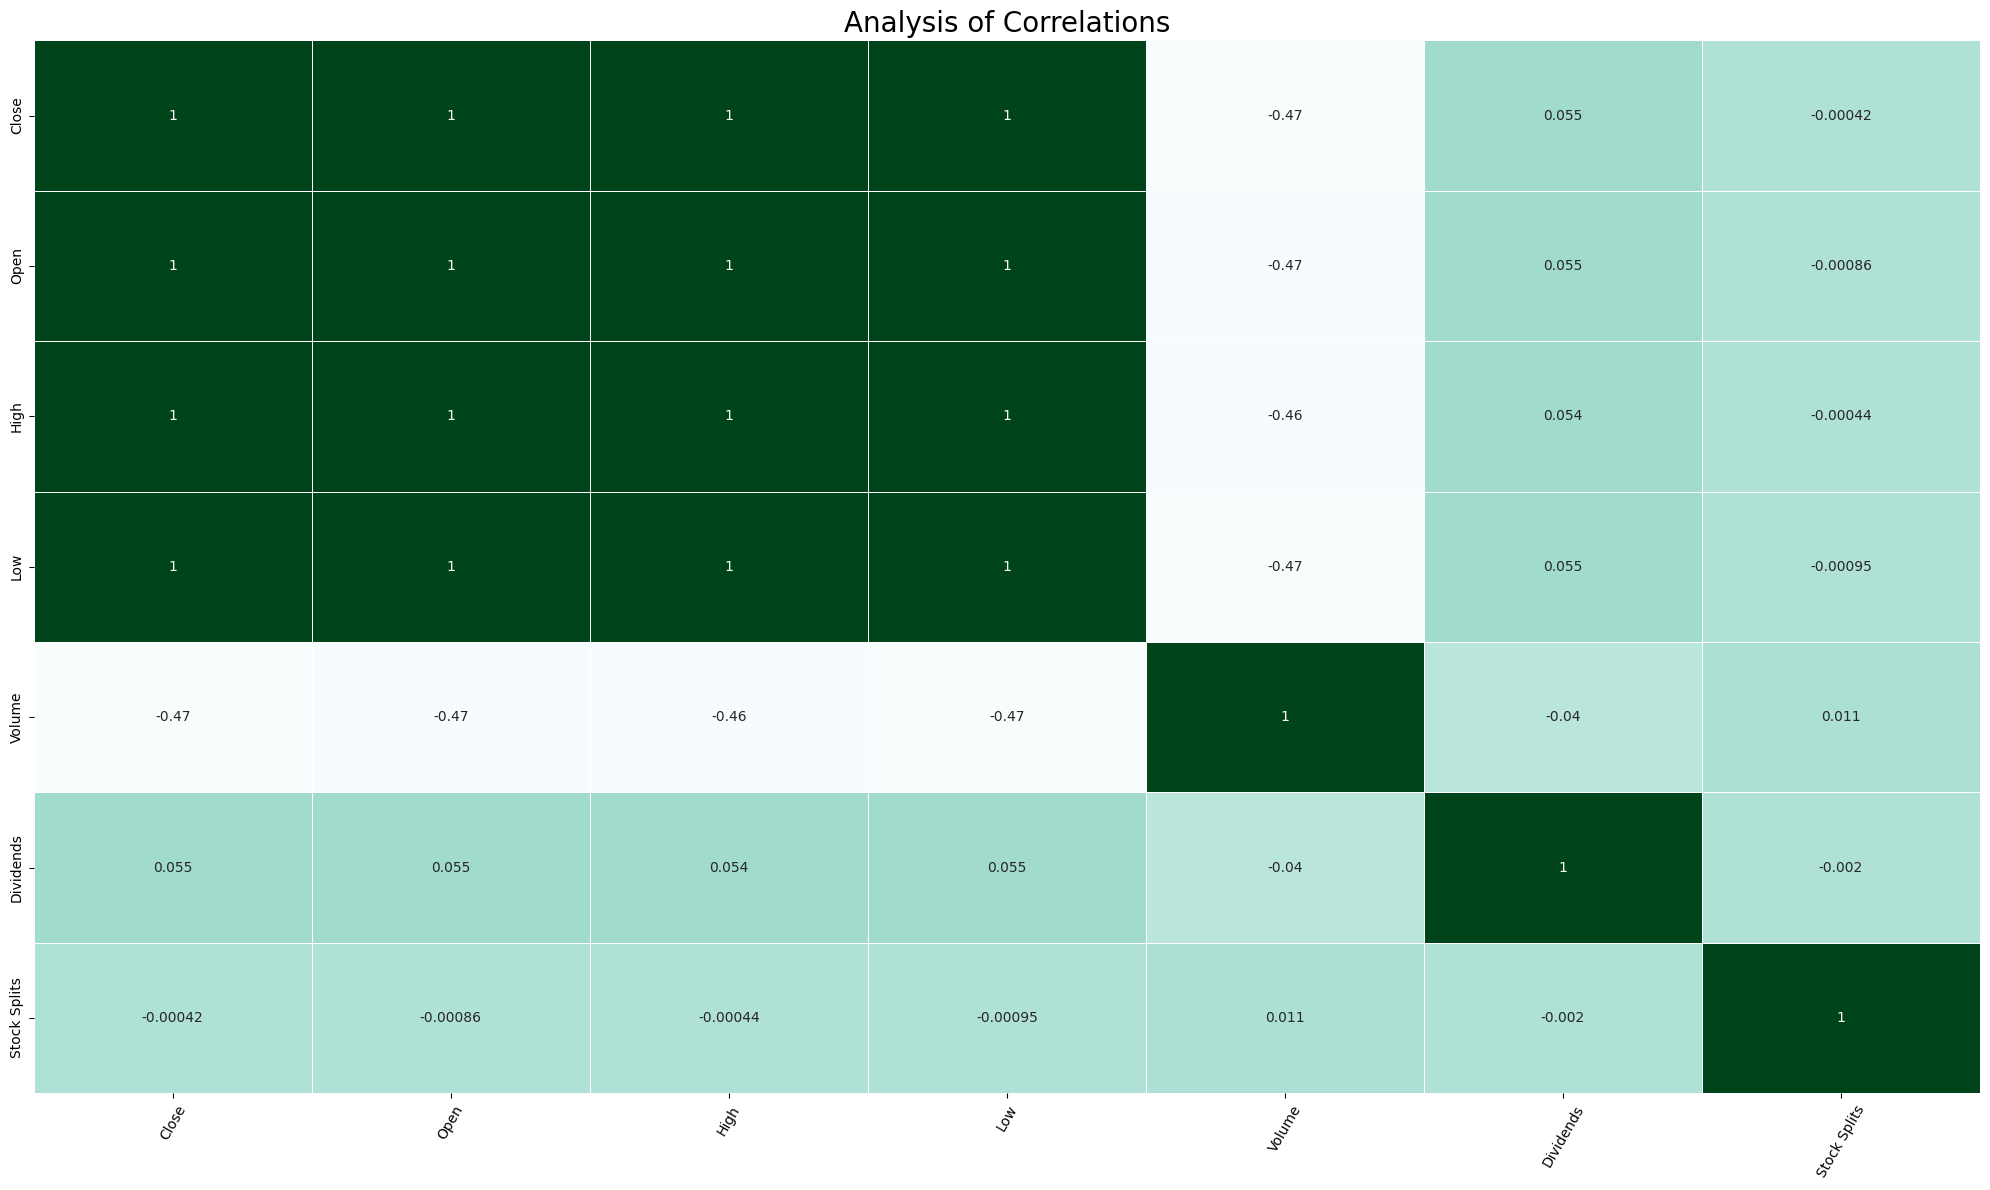 Analysis of Correlations
Close 1 1 1 1 -0.47 0.055 -0.00042
Open 1 1 1 1 -0.47 0.055 -0.00086
High 1 1 1 1 -0.46 0.054 -0.00044
Low 1 1 1 1 -0.47 0.055 -0.00095
Volume -0.47 -0.47 -0.46 -0.47 1 -0.04 0.011
Dividends 0.055 0.055 0.054 0.055 -0.04 1 -0.002
Stock Splits -0.00042 -0.00086 -0.00044 -0.00095 0.011 -0.002 1
Close Open High Low Volume Dividends Stock Splits